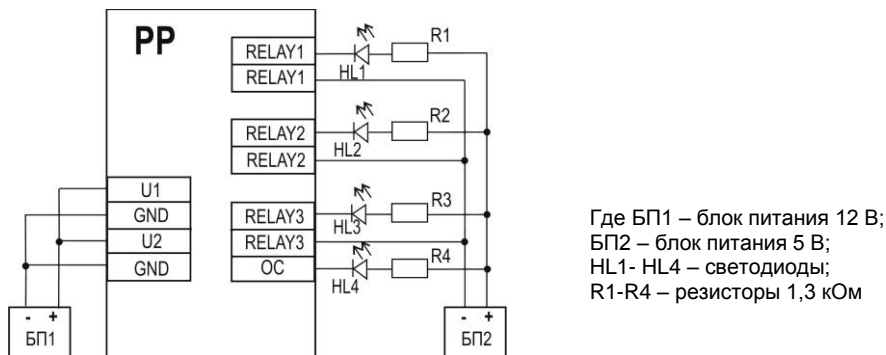 PP
RELAY1
R1
HL1
RELAY1
RELAY2
R2
HL2
RELAY2
U1
GND
U2
GND
RELAY3
R3
HL3
RELAY3
OC
R4
HL4
- +
БП1
- +
БП2
Где БП1 – блок питания 12 В;
БП2 – блок питания 5 В;
HL1- HL4 – светодиоды;
R1-R4 – резисторы 1,3 кОм